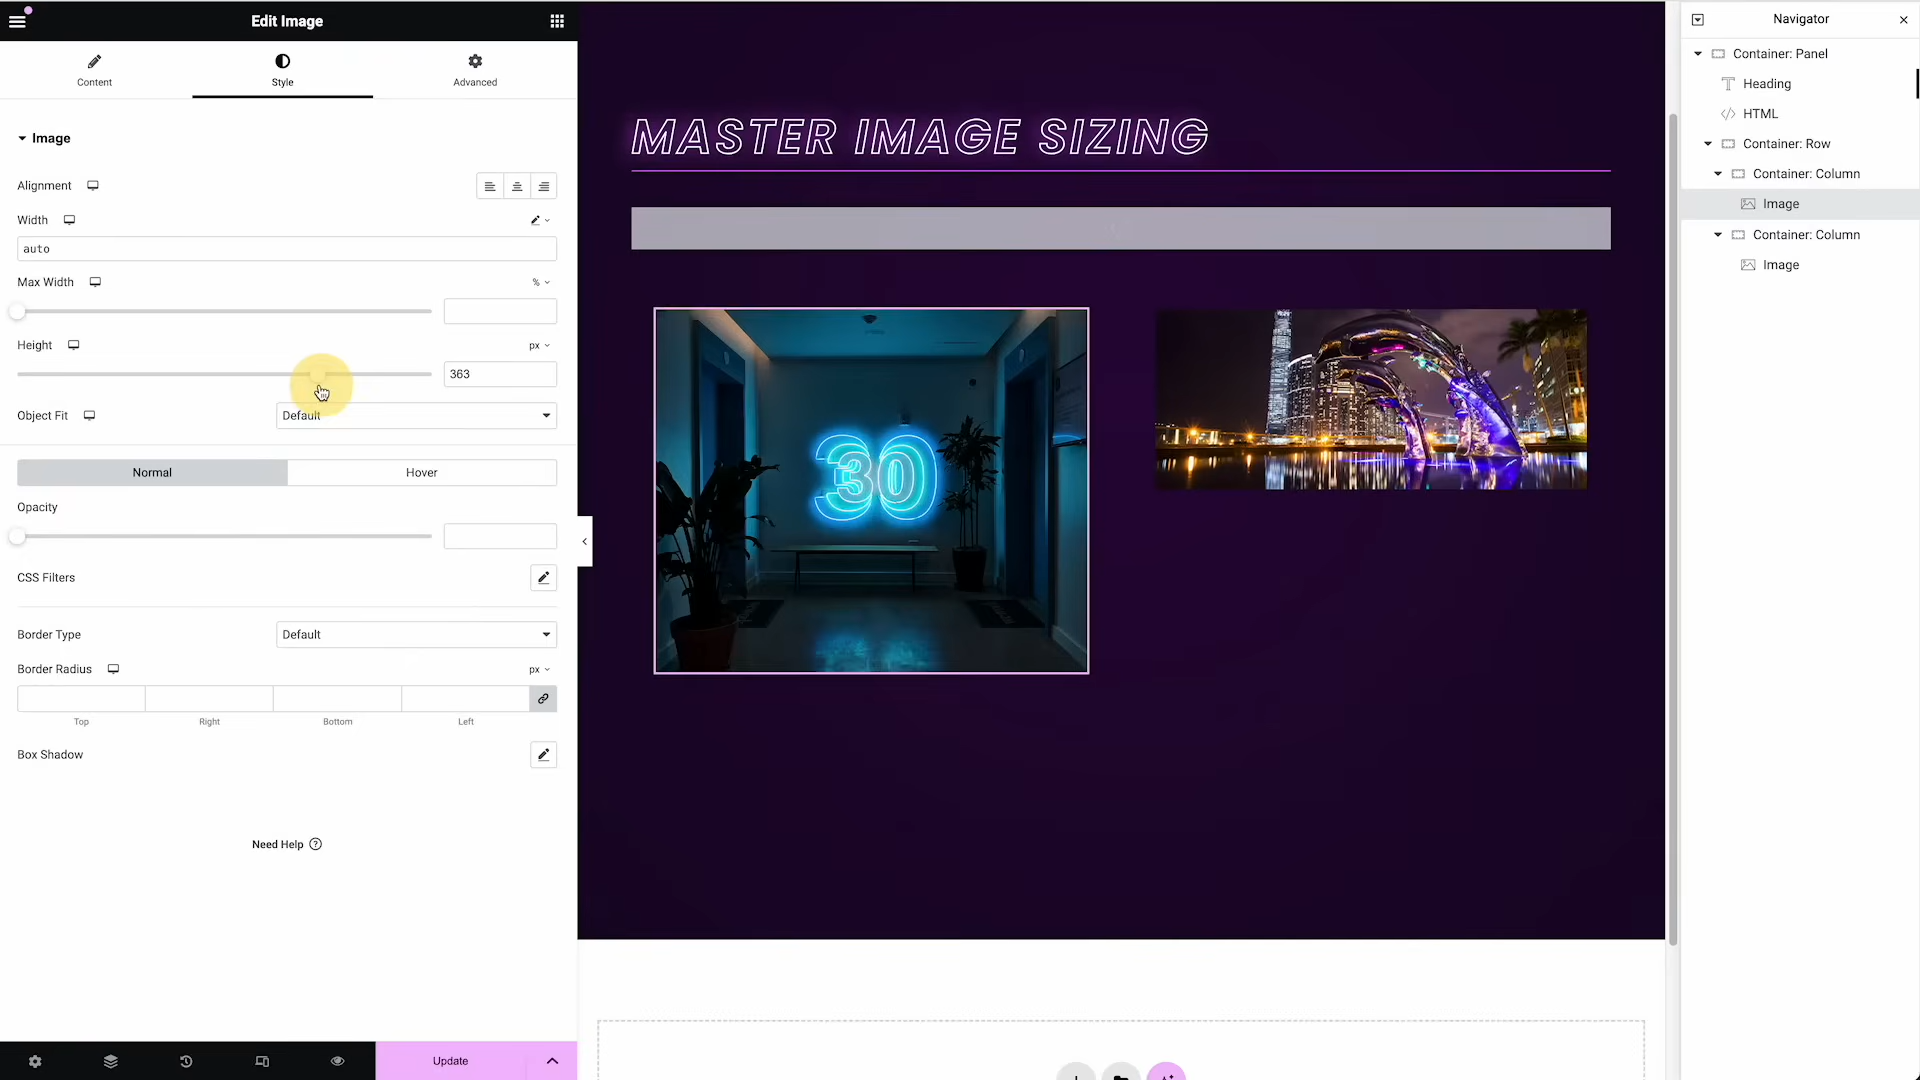 Edit Image
Content
Style
Advanced
Image
Alignment
Width
auto
Max Width
%
Height
px
363
Object Fit
Default
Normal
Hover
Opacity
CSS Filters
Border Type
Default
Border Radius
px
Top
Right
Bottom
Left
Box Shadow
Need Help
Update
MASTER IMAGE SIZING
30
Navigator
Container: Panel
Heading
HTML
Container: Row
Container: Column
Image
Container: Column
Image